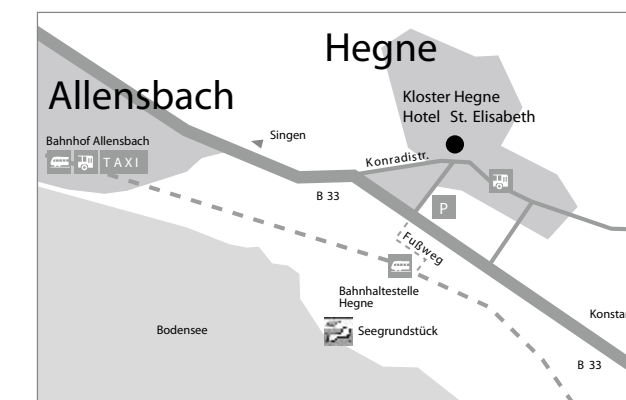 Hegne
Allensbach
Kloster Hegne
Hotel St. Elisabeth
Bahnhof Allensbach
TAXI
Singen
Konradistr.
B 33
P
Fußweg
Bahnhaltestelle
Hegne
Seegrundstück
Bodensee
Konsta
B 33